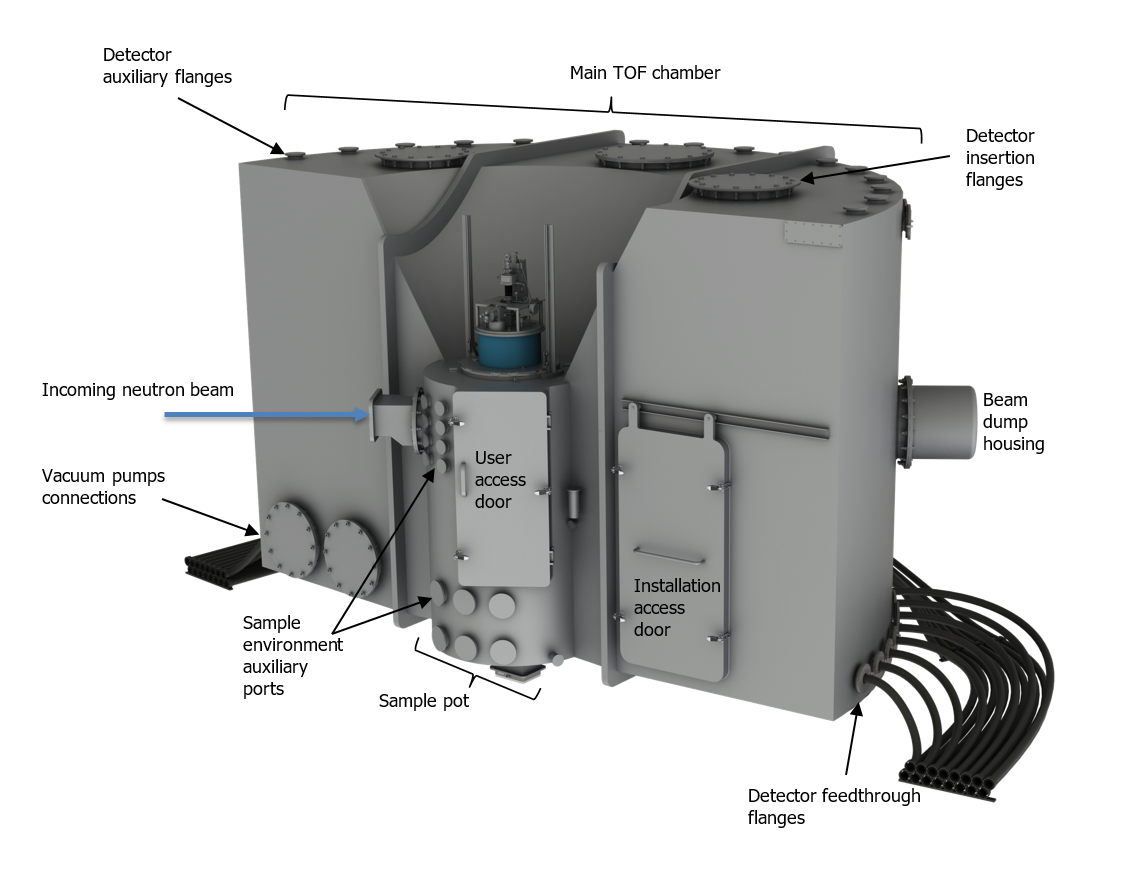 Detector
auxiliary flanges
Main TOF chamber
Detector
insertion
flanges
Incoming neutron beam
Beam
dump
housing
Vacuum pumps
connections
User
access
door
Installation
access
door
Sample
environment
auxiliary
ports
Sample pot
Detector feedthrough
flanges